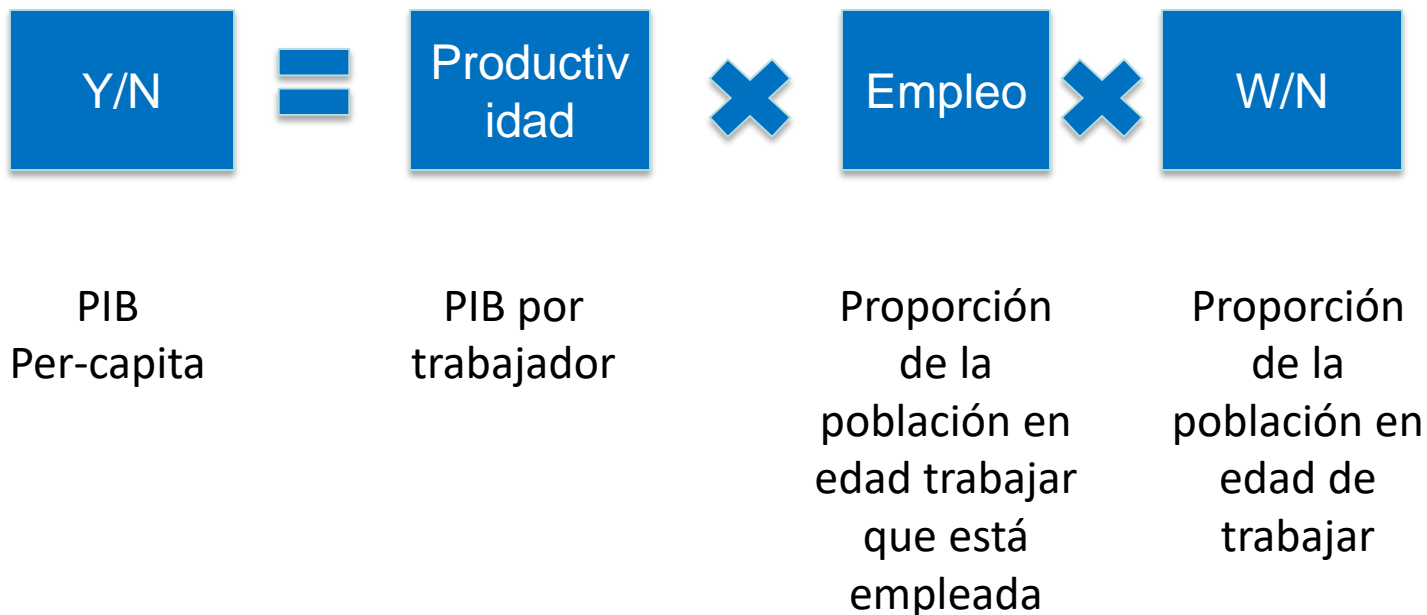 Y/N
Productiv
idad
Empleo
W/N
PIB
Per-capita
PIB por
trabajador
Proporción
de la
población en
edad trabajar
que está
empleada
Proporción
de la
población en
edad de
trabajar